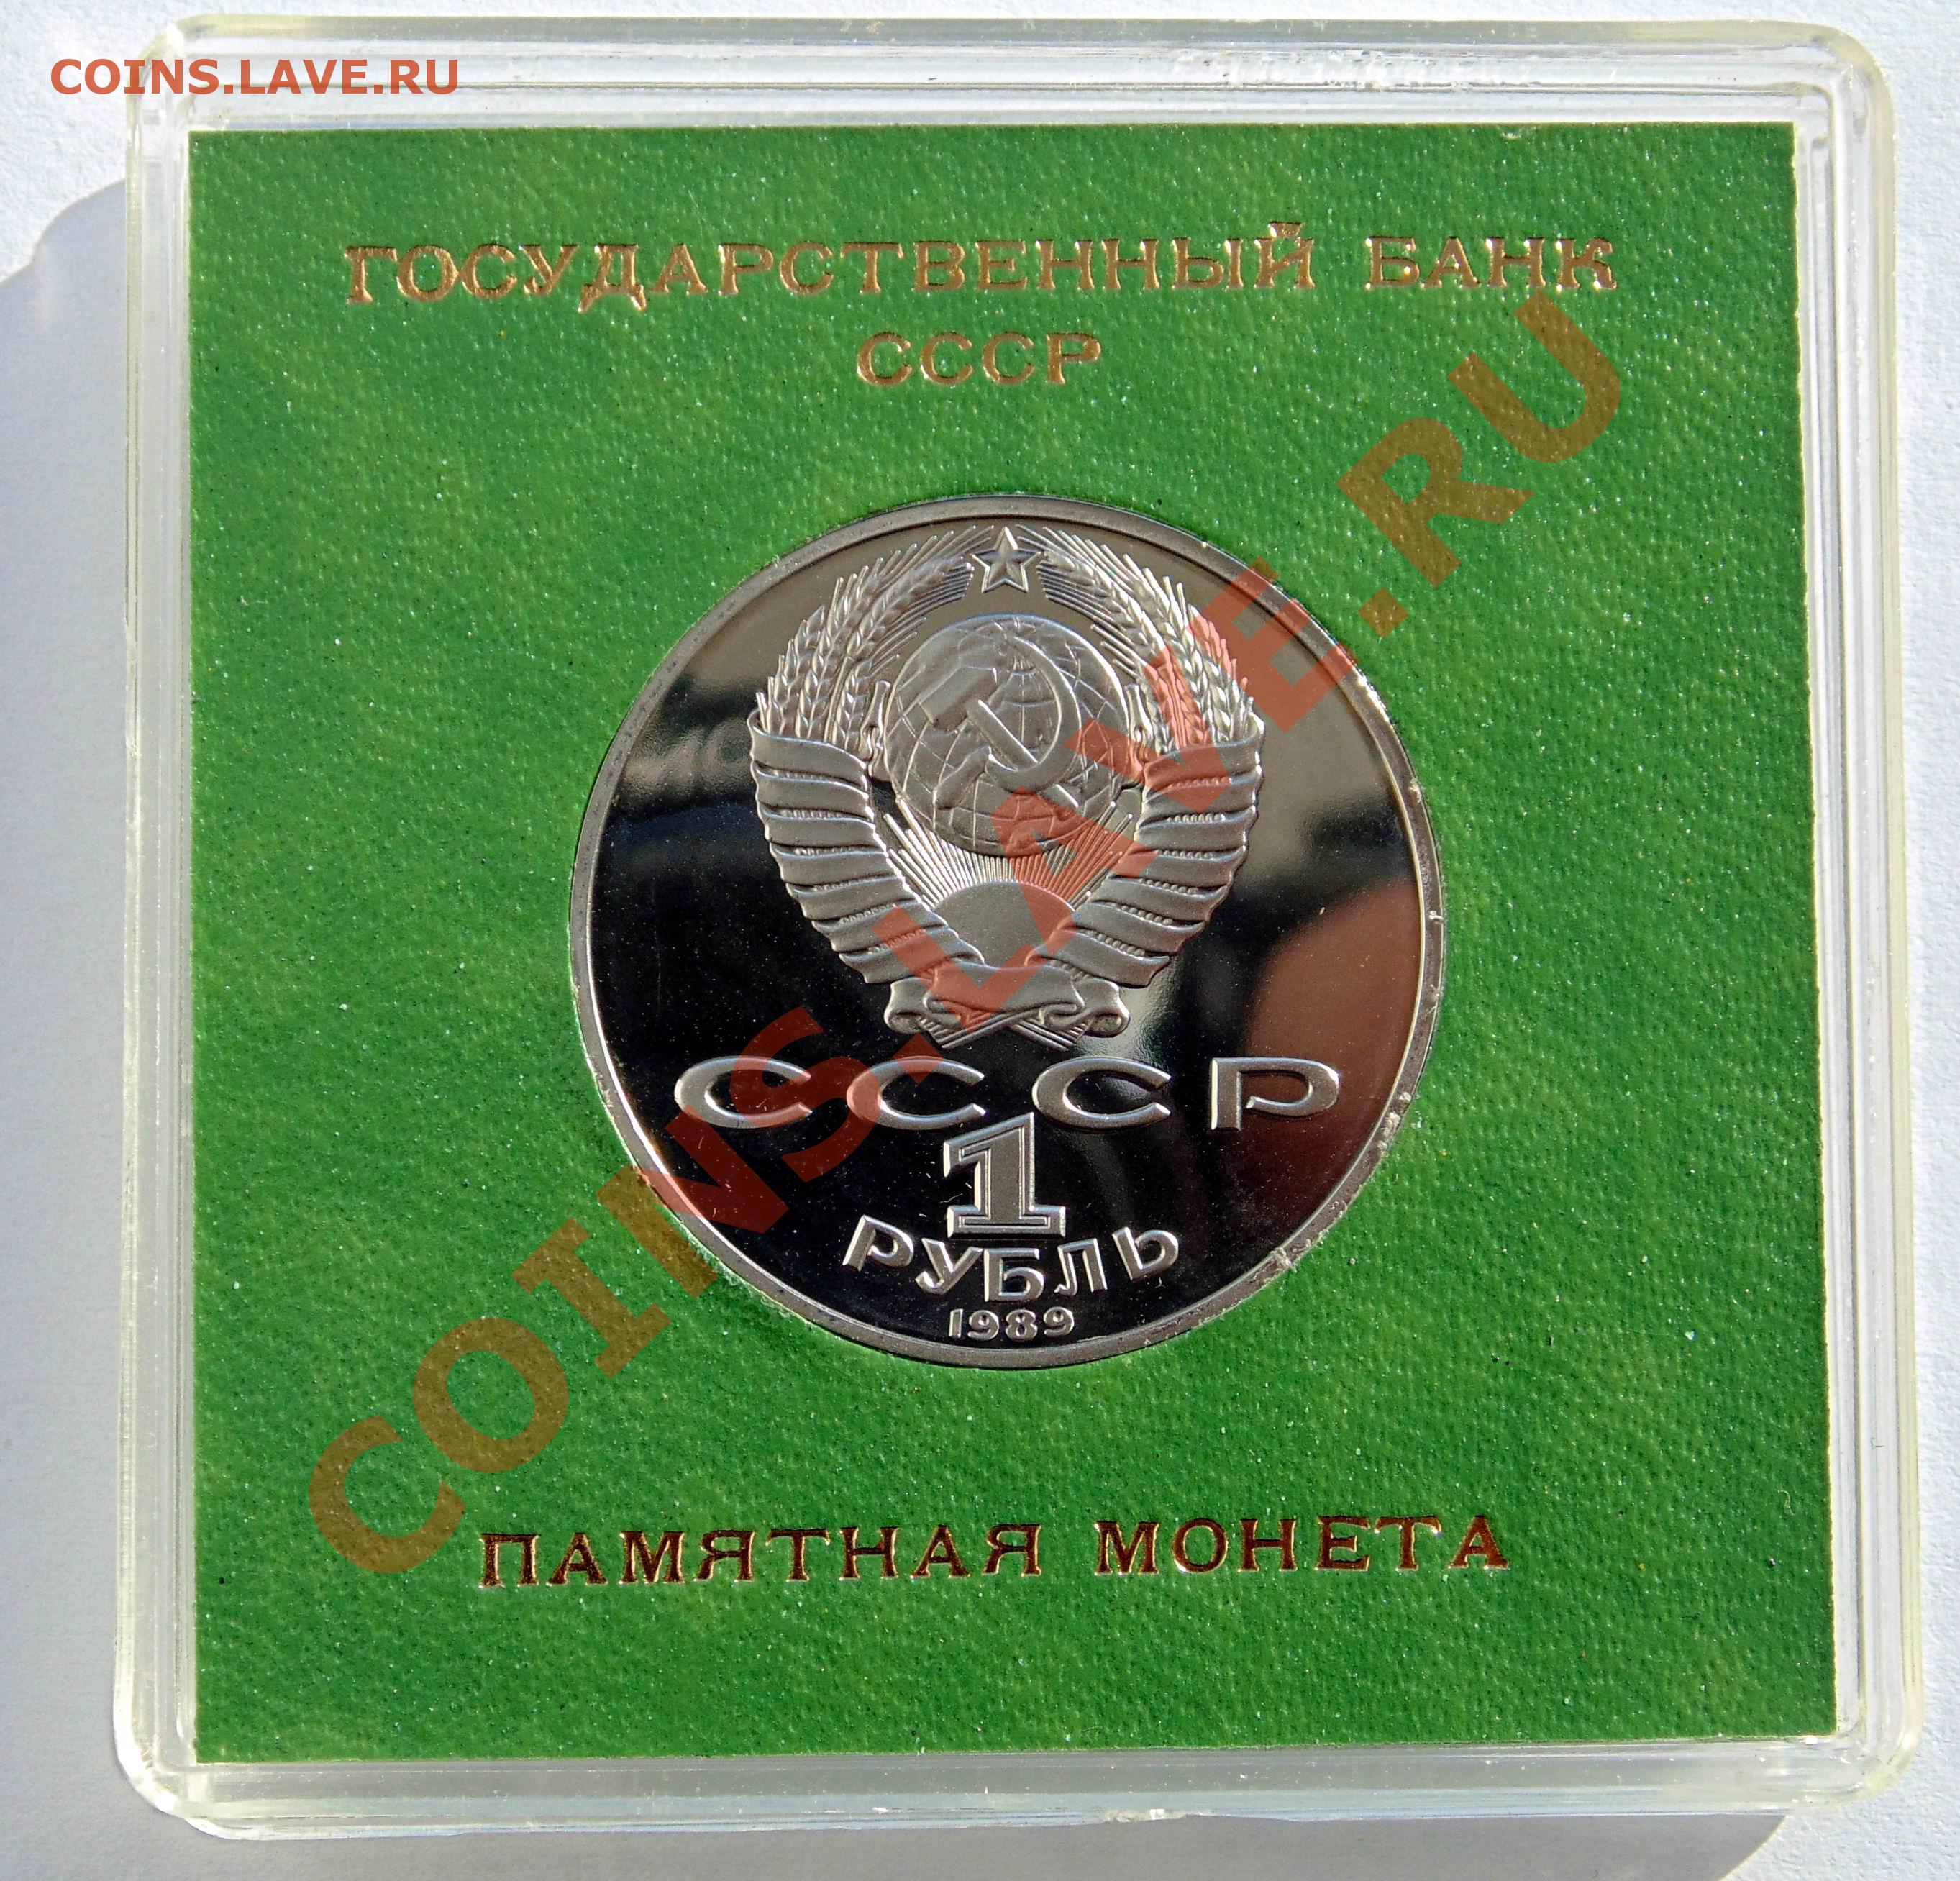 COINS.LAVE.RU
ГОСУДАРСТВЕННЫЙ БАНК
СССР
СССР
1
РУБЛЬ
1989
ПАМЯТНАЯ МОНЕТА
COINS.LAVE.RU